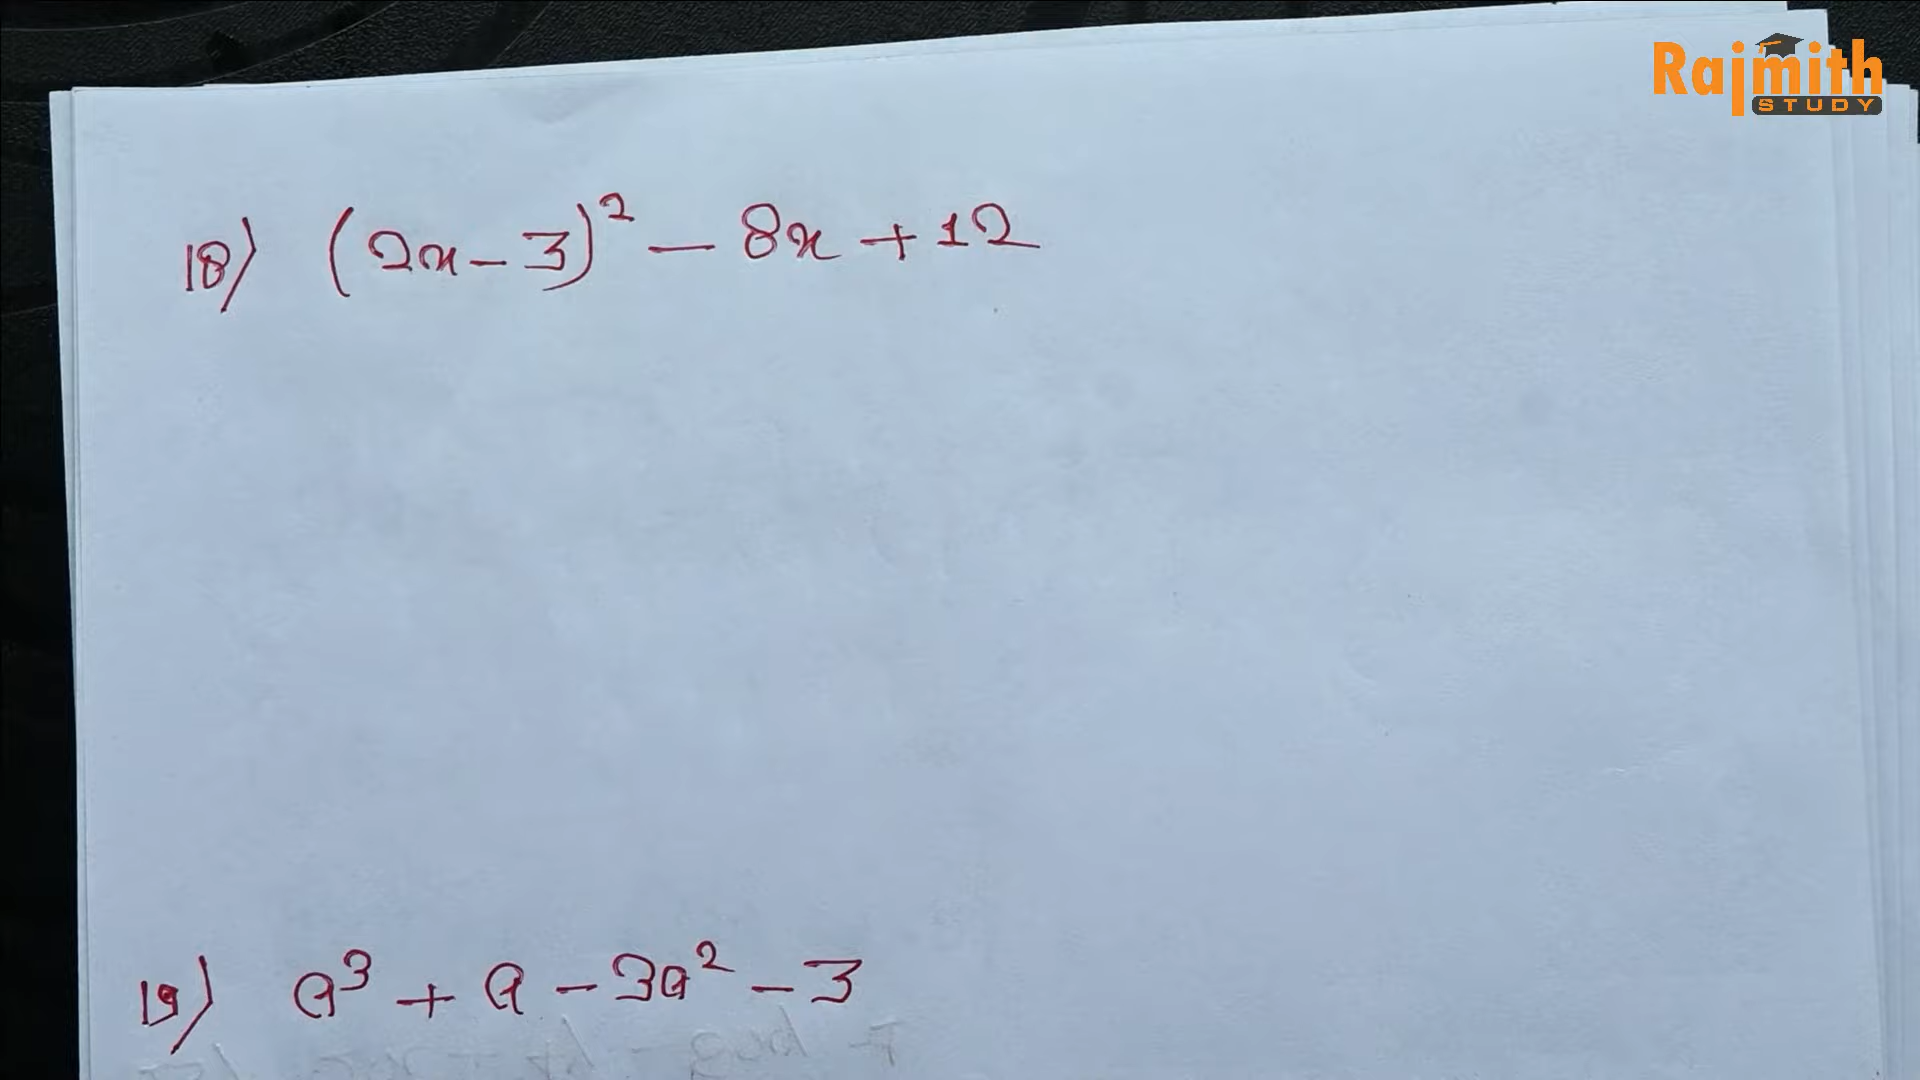 Rajmith
STUDY
18) (2x - 3)² - 8x + 12
19) a³ + a - 3a² - 3